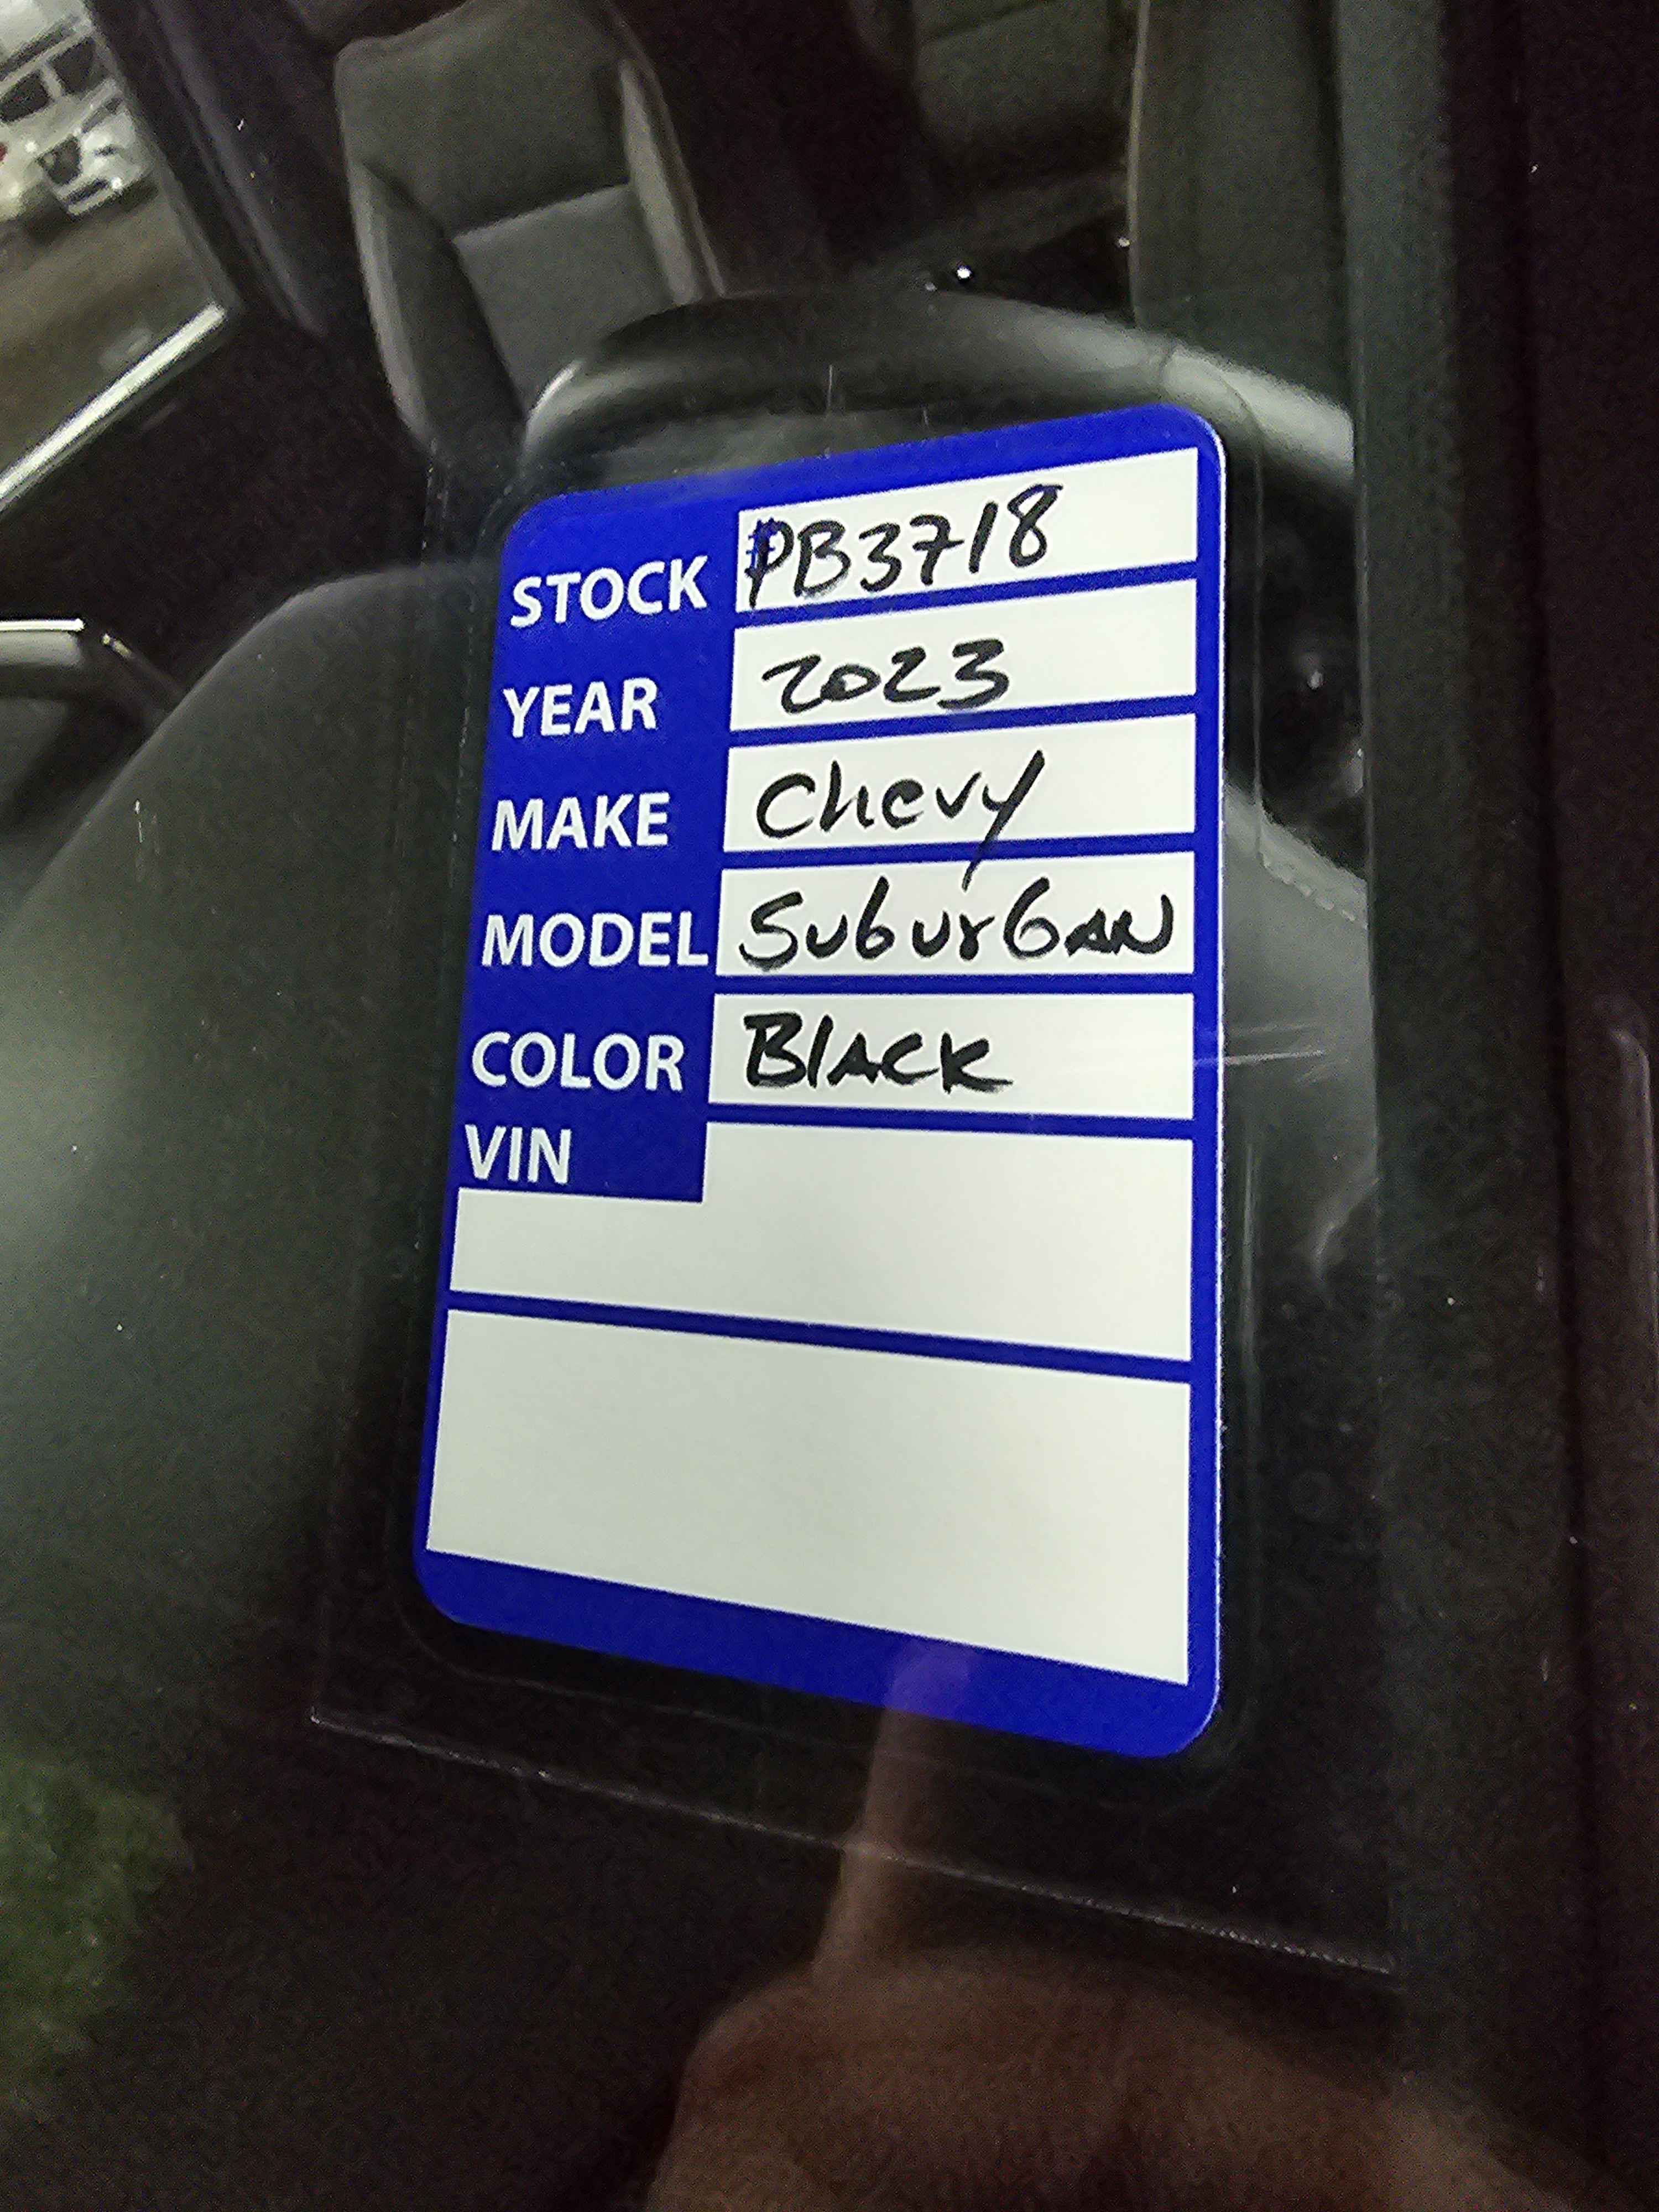 STOCK #PB3718
YEAR 2023
MAKE Chevy
MODEL Suburban
COLOR Black
VIN